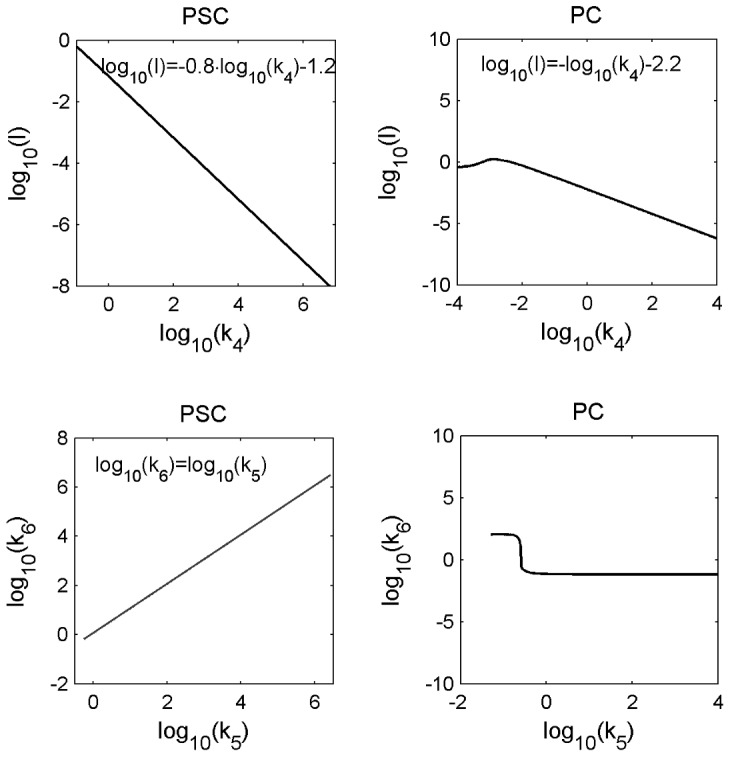 PSC
log10(l)=-0.8·log10(k4)-1.2
0
-2
-4
-6
-8
log10(l)
0 2 4 6
log10(k4)
PC
log10(l)=-log10(k4)-2.2
10
5
0
-5
-10
log10(l)
-4 -2 0 2 4
log10(k4)
PSC
log10(k6)=log10(k5)
8
6
4
2
0
-2
log10(k6)
0 2 4 6
log10(k5)
PC
10
5
0
-5
-10
log10(k6)
-2 0 2 4
log10(k5)